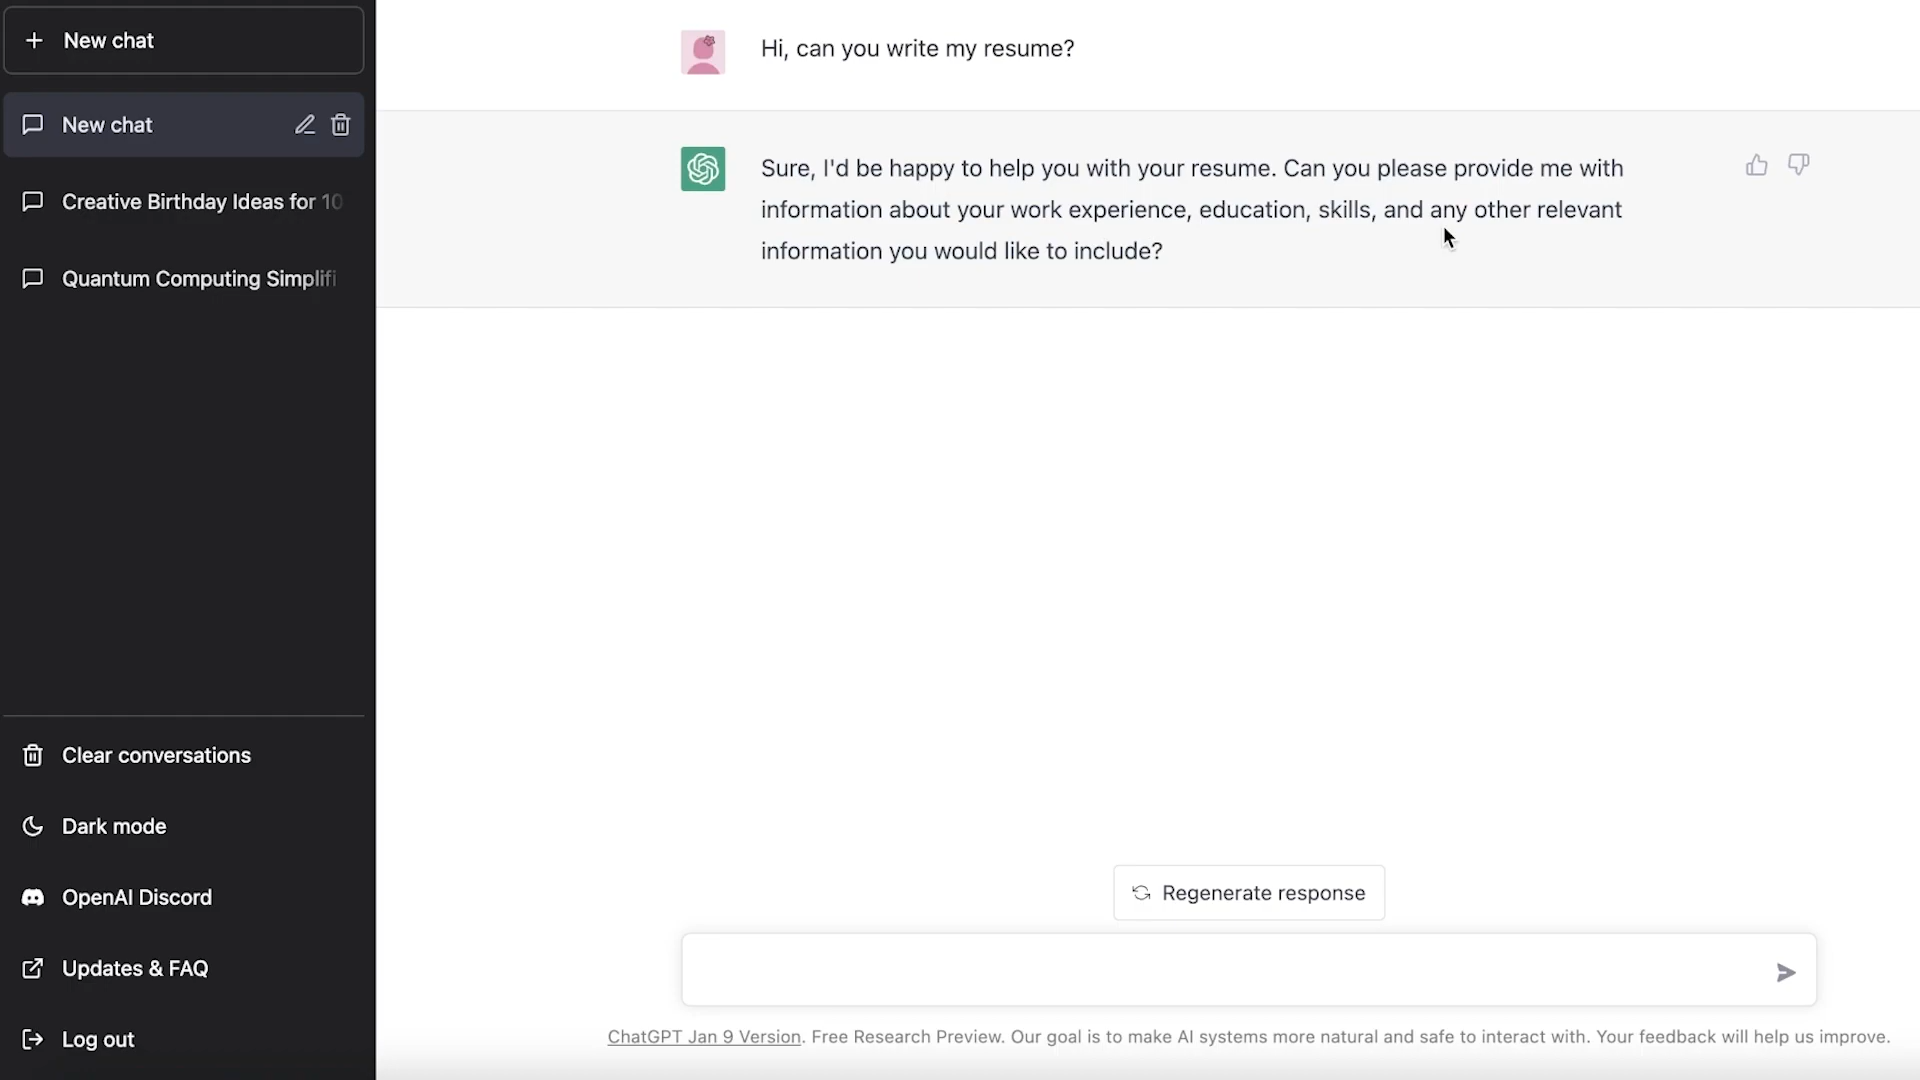 New chat
New chat
Creative Birthday Ideas for 10
Quantum Computing Simplifi
Clear conversations
Dark mode
OpenAI Discord
Updates & FAQ
Log out
Hi, can you write my resume?
Sure, I'd be happy to help you with your resume. Can you please provide me with
information about your work experience, education, skills, and any other relevant
information you would like to include?
Regenerate response
ChatGPT Jan 9 Version. Free Research Preview. Our goal is to make AI systems more natural and safe to interact with. Your feedback will help us improve.